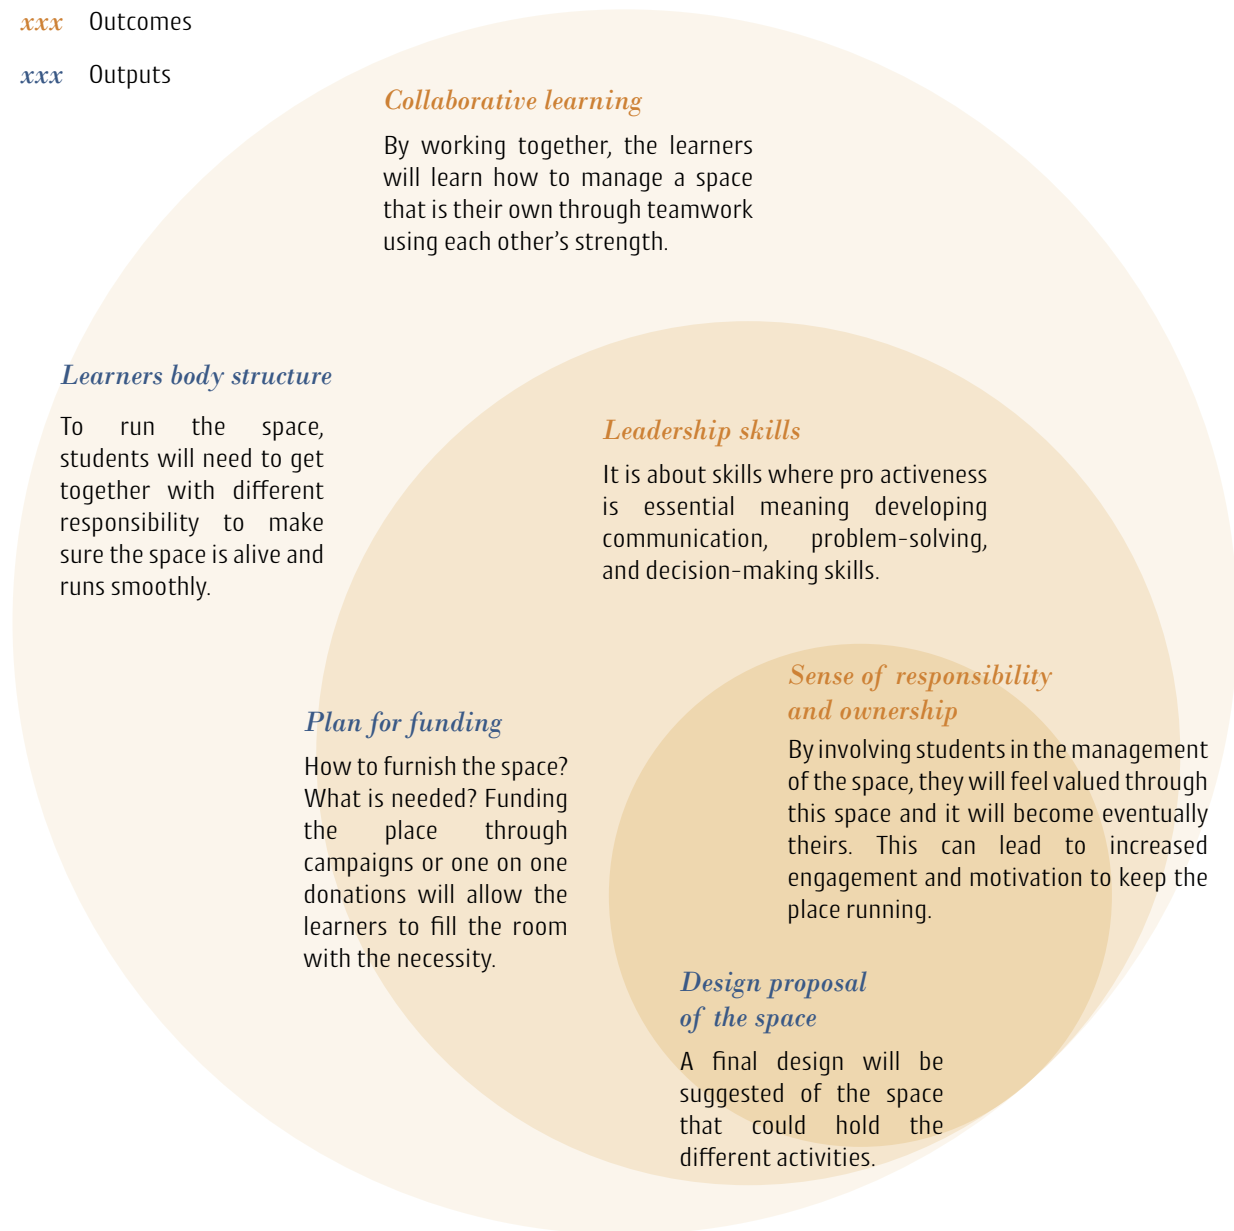 xxx Outcomes
xxx Outputs
Collaborative learning
By working together, the learners
will learn how to manage a space
that is their own through teamwork
using each other's strength.
Learners body structure
To run the space,
students will need to get
together with different
responsibility to make
sure the space is alive and
runs smoothly.
Leadership skills
It is about skills where pro activeness
is essential meaning developing
communication, problem-solving,
and decision-making skills.
Plan for funding
How to furnish the space?
What is needed? Funding
the place through
campaigns or one on one
donations will allow the
learners to fill the room
with the necessity.
Sense of responsibility
and ownership
By involving students in the management
of the space, they will feel valued through
this space and it will become eventually
theirs. This can lead to increased
engagement and motivation to keep the
place running.
Design proposal
of the space
A final design will be
suggested of the space
that could hold the
different activities.